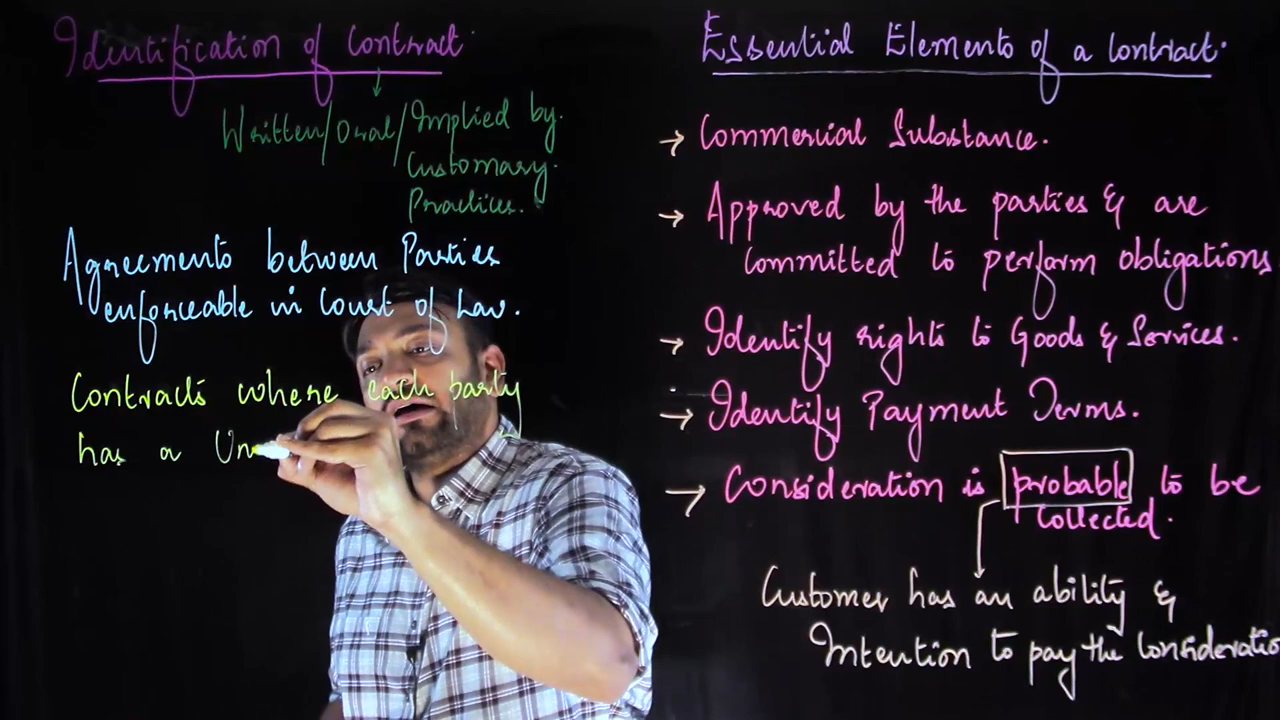 Identification of Contract.
Written/Oral/Implied by.
Customary.
Practices.
Agreements between Parties
enforceable in Court of Law.
Contracts where each party
has a Un
Essential Elements of a Contract.
→ Commercial Substance.
→ Approved by the parties & are
committed to perform obligations
→ Identify rights to Goods & Services.
→ Identify Payment Terms.
→ Consideration is probable to be
collected.
Customer has an ability &
Intention to pay the Consideratio